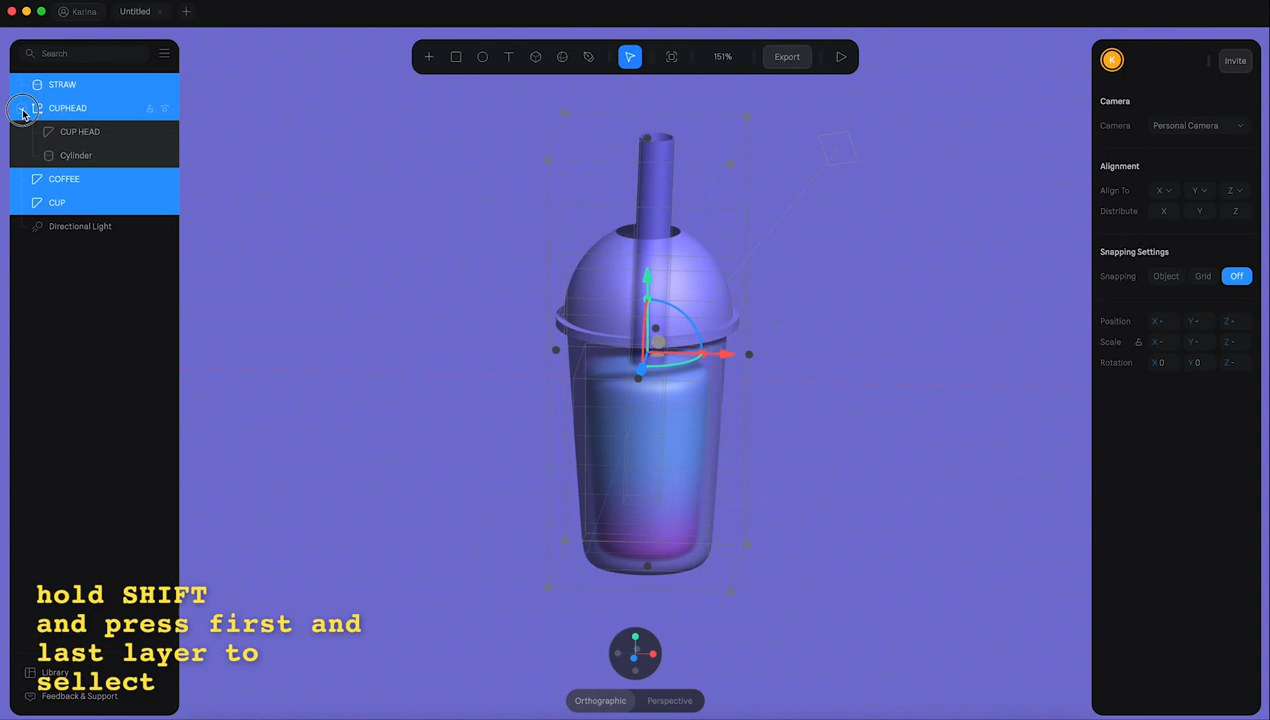 Karina
Untitled
Search
STRAW
CUPHEAD
CUP HEAD
Cylinder
COFFEE
CUP
Directional Light
T
151%
Export
K
Invite
Camera
Camera Personal Camera
Alignment
Align To X Y Z
Distribute X Y Z
Snapping Settings
Snapping Object Grid Off
Position X - Y - Z -
Scale X - Y - Z -
Rotation X 0 Y 0 Z -
hold SHIFT
and press first and
last layer to
sellect
Library
Feedback & Support
Orthographic Perspective